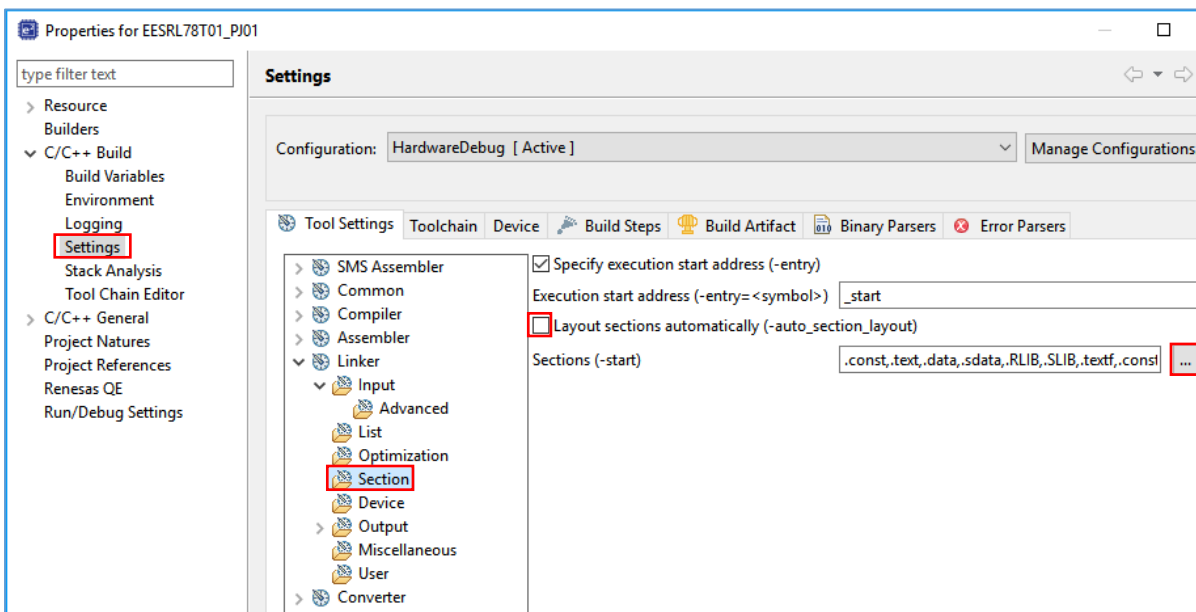 Properties for EESRL78T01_PJ01
type filter text
Resource
Builders
C/C++ Build
Build Variables
Environment
Logging
Settings
Stack Analysis
Tool Chain Editor
C/C++ General
Project Natures
Project References
Renesas QE
Run/Debug Settings
Settings
Configuration: HardwareDebug [ Active ] Manage Configurations
Tool Settings Toolchain Device Build Steps Build Artifact Binary Parsers Error Parsers
SMS Assembler
Common
Compiler
Assembler
Linker
Input
Advanced
List
Optimization
Section
Device
Output
Miscellaneous
User
Converter
Specify execution start address (-entry)
Execution start address (-entry=<symbol>) _start
Layout sections automatically (-auto_section_layout)
Sections (-start) .const,.text,.data,.sdata,.RLIB,.SLIB,.textf,.const ...